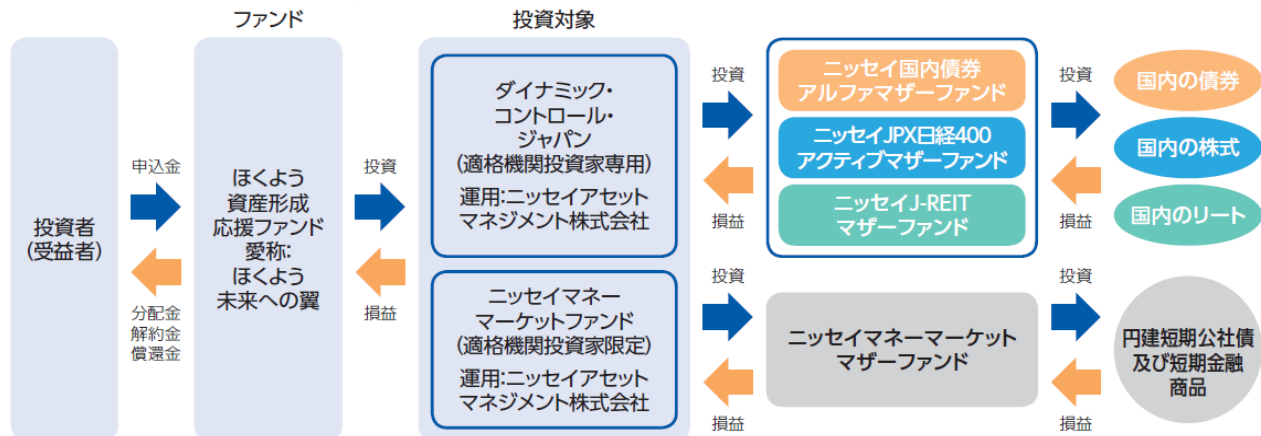 ファンド
投資対象
投資者
(受益者)
申込金
分配金
解約金
償還金
ほくよう
資産形成
応援ファンド
愛称:
ほくよう
未来への翼
投資
損益
ダイナミック・
コントロール・
ジャパン
(適格機関投資家専用)
運用:ニッセイアセット
マネジメント株式会社
投資
損益
ニッセイ国内債券
アルファマザーファンド
ニッセイJPX日経400
アクティブマザーファンド
ニッセイJ-REIT
マザーファンド
投資
損益
国内の債券
国内の株式
国内のリート
ニッセイマネー
マーケットファンド
(適格機関投資家限定)
運用:ニッセイアセット
マネジメント株式会社
投資
損益
ニッセイマネーマーケット
マザーファンド
投資
損益
円建短期公社債
及び短期金融
商品